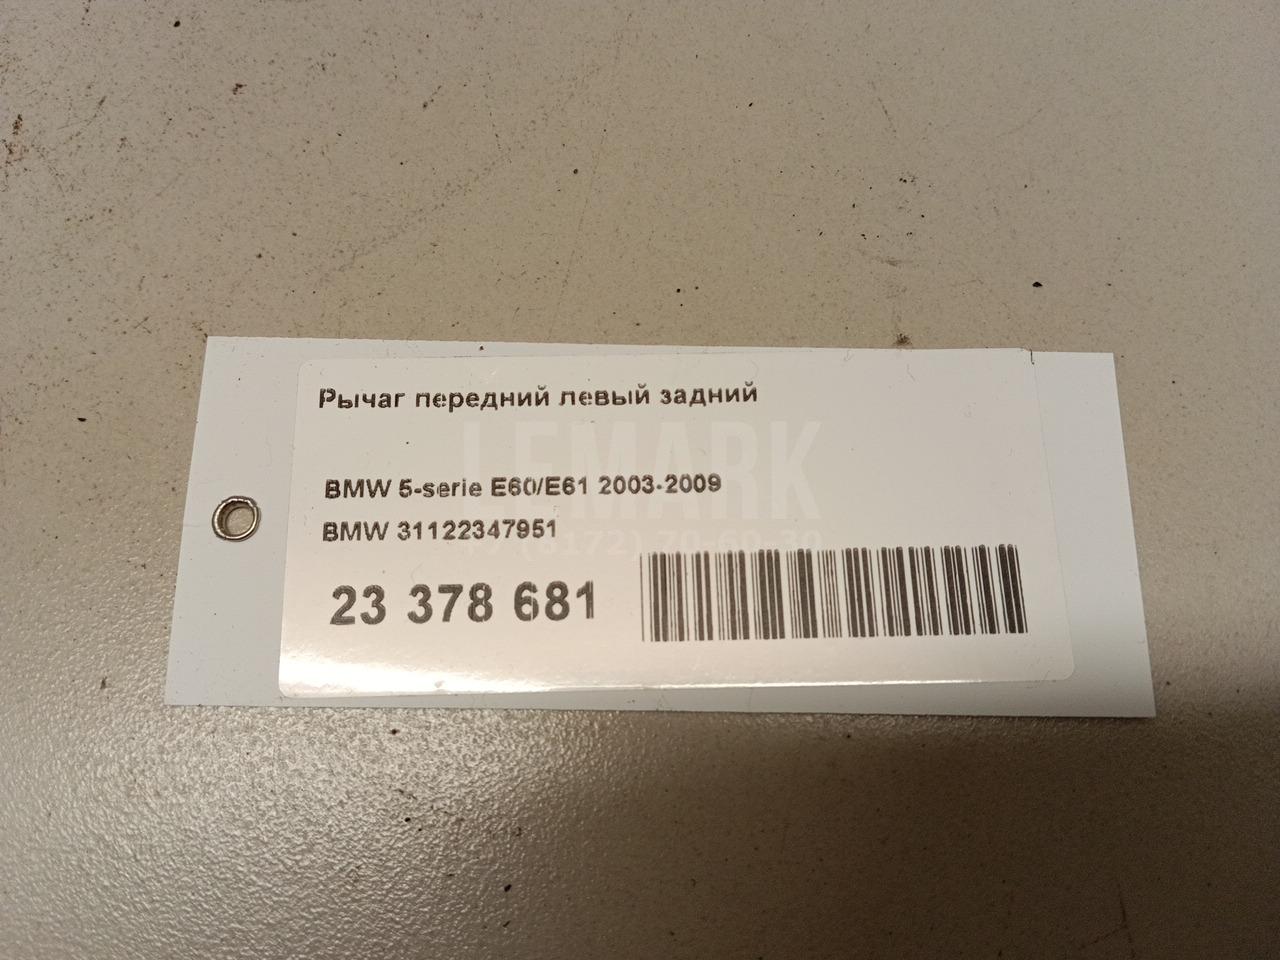 Рычаг передний левый задний
LEMARK
BMW 5-serie E60/E61 2003-2009
BMW 31122347951
(8172) 70-60-30
23 378 681